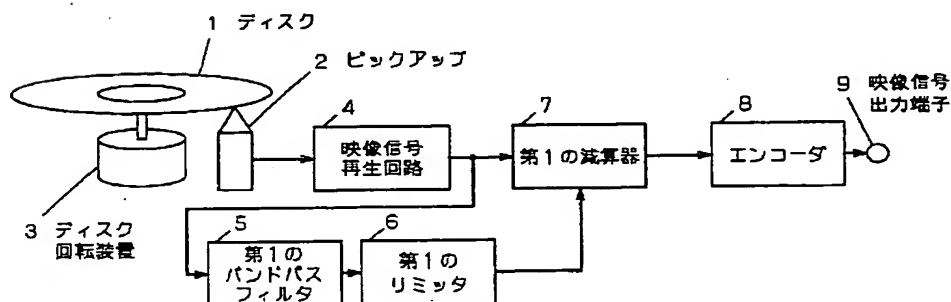 1 ディスク
2 ピックアップ
3 ディスク
回転装置
4
映像信号
再生回路
7
第1の減算器
8
エンコーダ
9 映像信号
出力端子
5
第1の
バンドパス
フィルタ
6
第1の
リミッタ